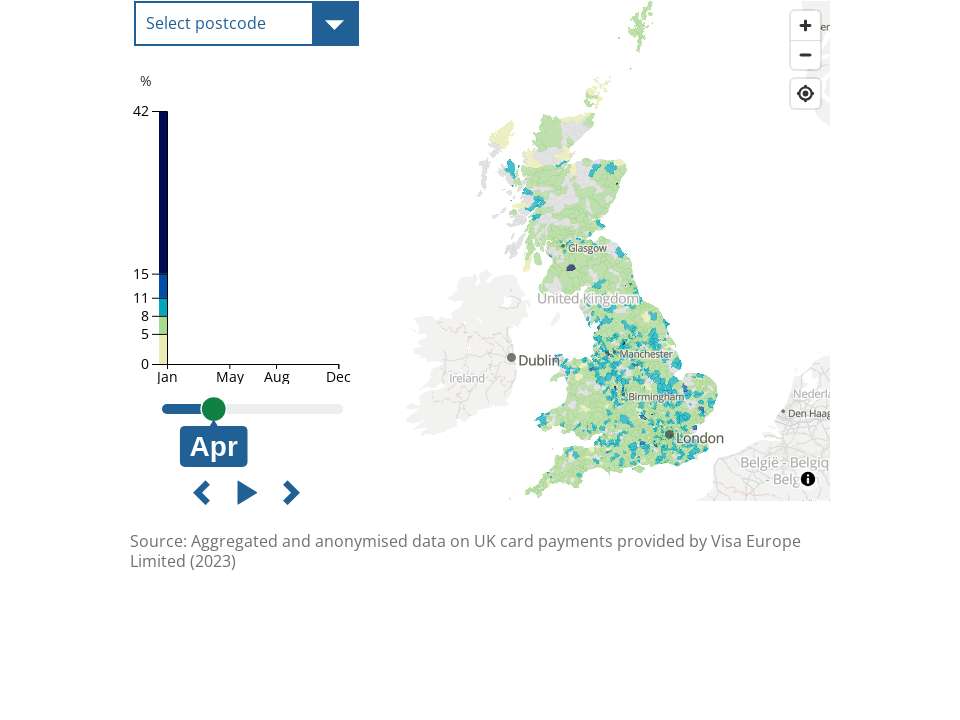 Select postcode
%
42
15
11
8
5
0
Jan May Aug Dec
Apr
Glasgow
United Kingdom
Manchester
Dublin
Ireland
Birmingham
London
Den Haag
België - Belgiq
Source: Aggregated and anonymised data on UK card payments provided by Visa Europe
Limited (2023)